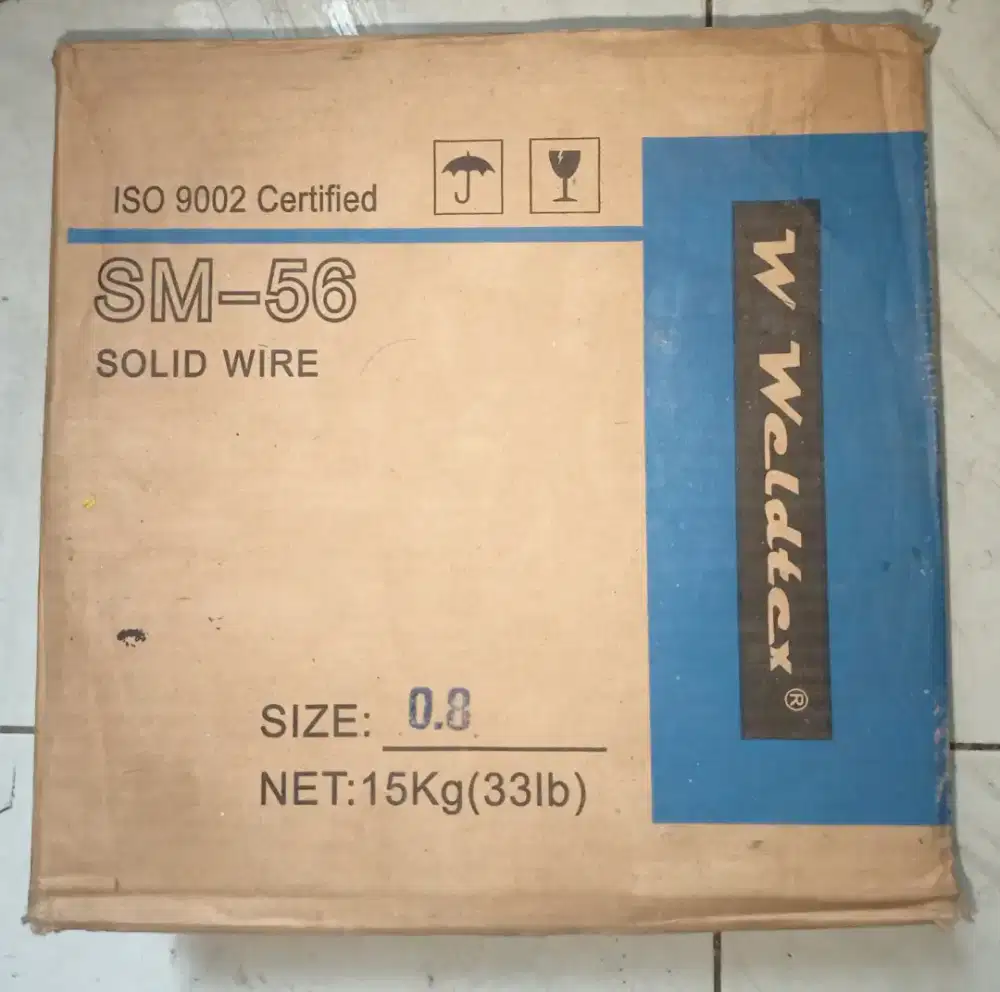 ISO 9002 Certified
SM-56
SOLID WIRE
SIZE: 0.8
NET:15Kg(33lb)
W Weldtex®